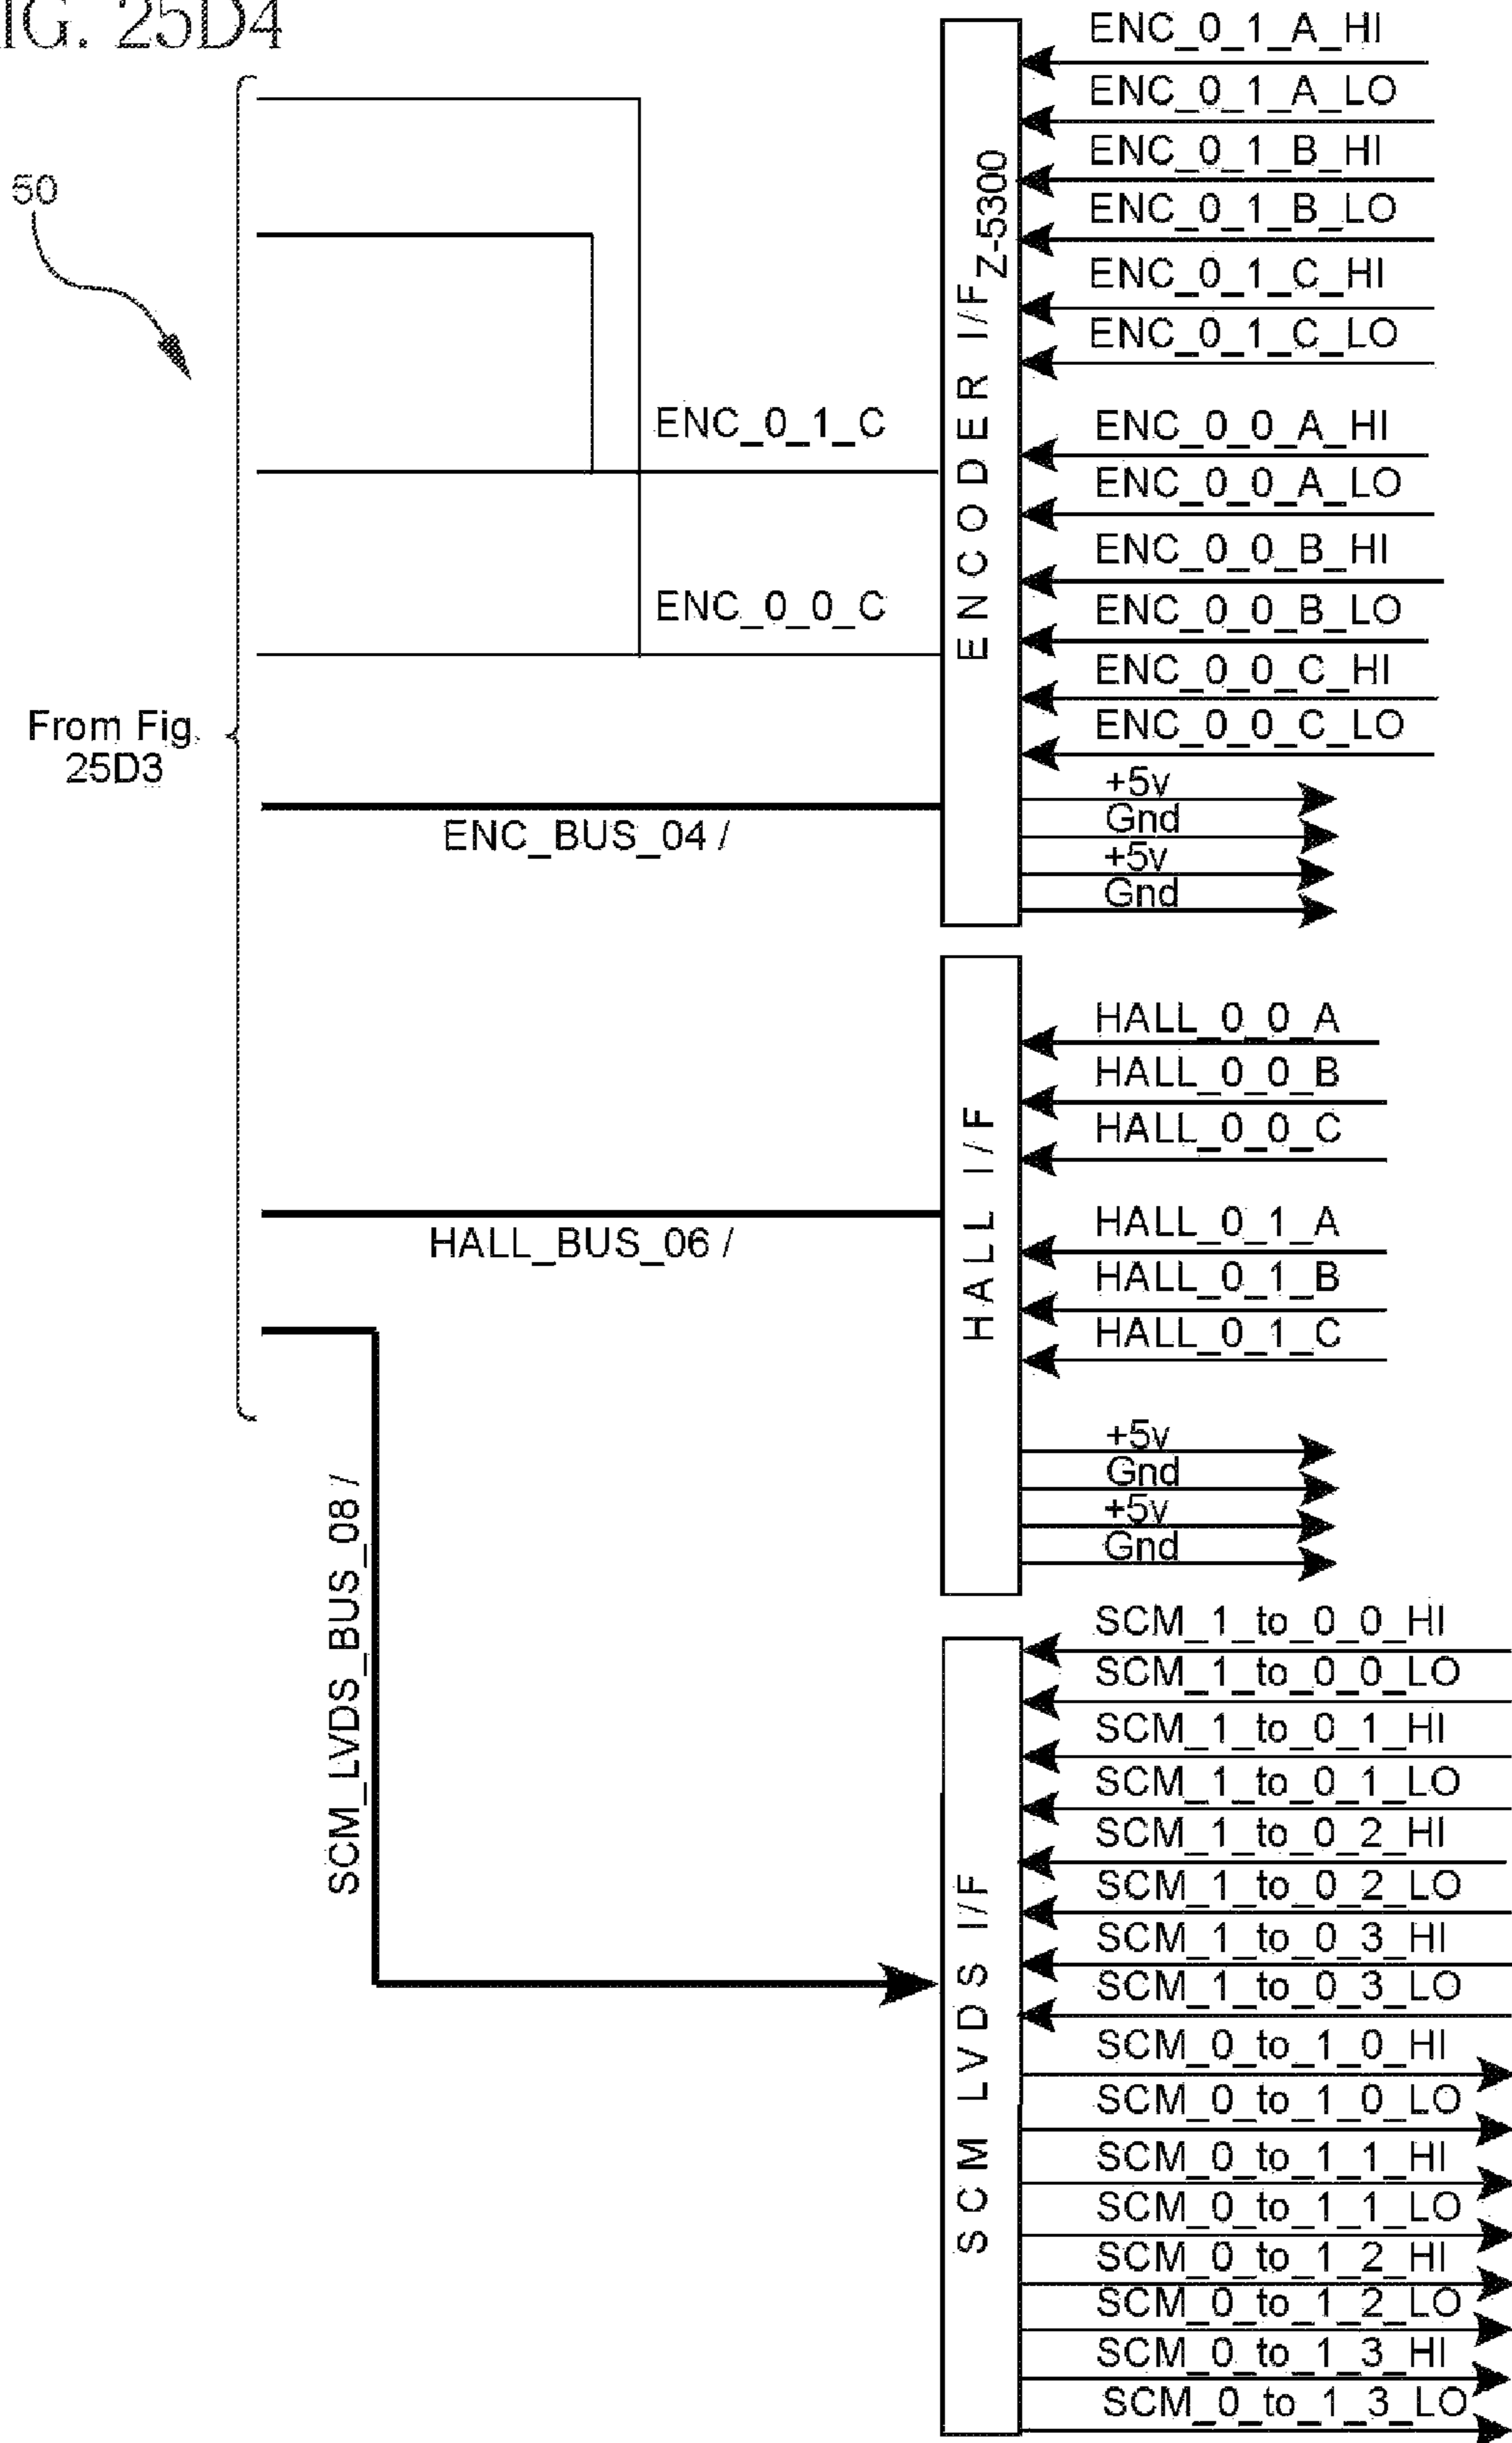 IG. 25D4
50
From Fig.
25D3
ENC_0_1_C
ENC_0_0_C
ENC_BUS_04 /
HALL_BUS_06 /
SCM_LVDS_BUS_08 /
ENCODER I/F
Z-5300
ENC_0_1_A_HI
ENC_0_1_A_LO
ENC_0_1_B_HI
ENC_0_1_B_LO
ENC_0_1_C_HI
ENC_0_1_C_LO
ENC_0_0_A_HI
ENC_0_0_A_LO
ENC_0_0_B_HI
ENC_0_0_B_LO
ENC_0_0_C_HI
ENC_0_0_C_LO
+5v
Gnd
+5v
Gnd
HALL I/F
HALL_0_0_A
HALL_0_0_B
HALL_0_0_C
HALL_0_1_A
HALL_0_1_B
HALL_0_1_C
+5v
Gnd
+5v
Gnd
SCM LVDS I/F
SCM_1_to_0_0_HI
SCM_1_to_0_0_LO
SCM_1_to_0_1_HI
SCM_1_to_0_1_LO
SCM_1_to_0_2_HI
SCM_1_to_0_2_LO
SCM_1_to_0_3_HI
SCM_1_to_0_3_LO
SCM_0_to_1_0_HI
SCM_0_to_1_0_LO
SCM_0_to_1_1_HI
SCM_0_to_1_1_LO
SCM_0_to_1_2_HI
SCM_0_to_1_2_LO
SCM_0_to_1_3_HI
SCM_0_to_1_3_LO